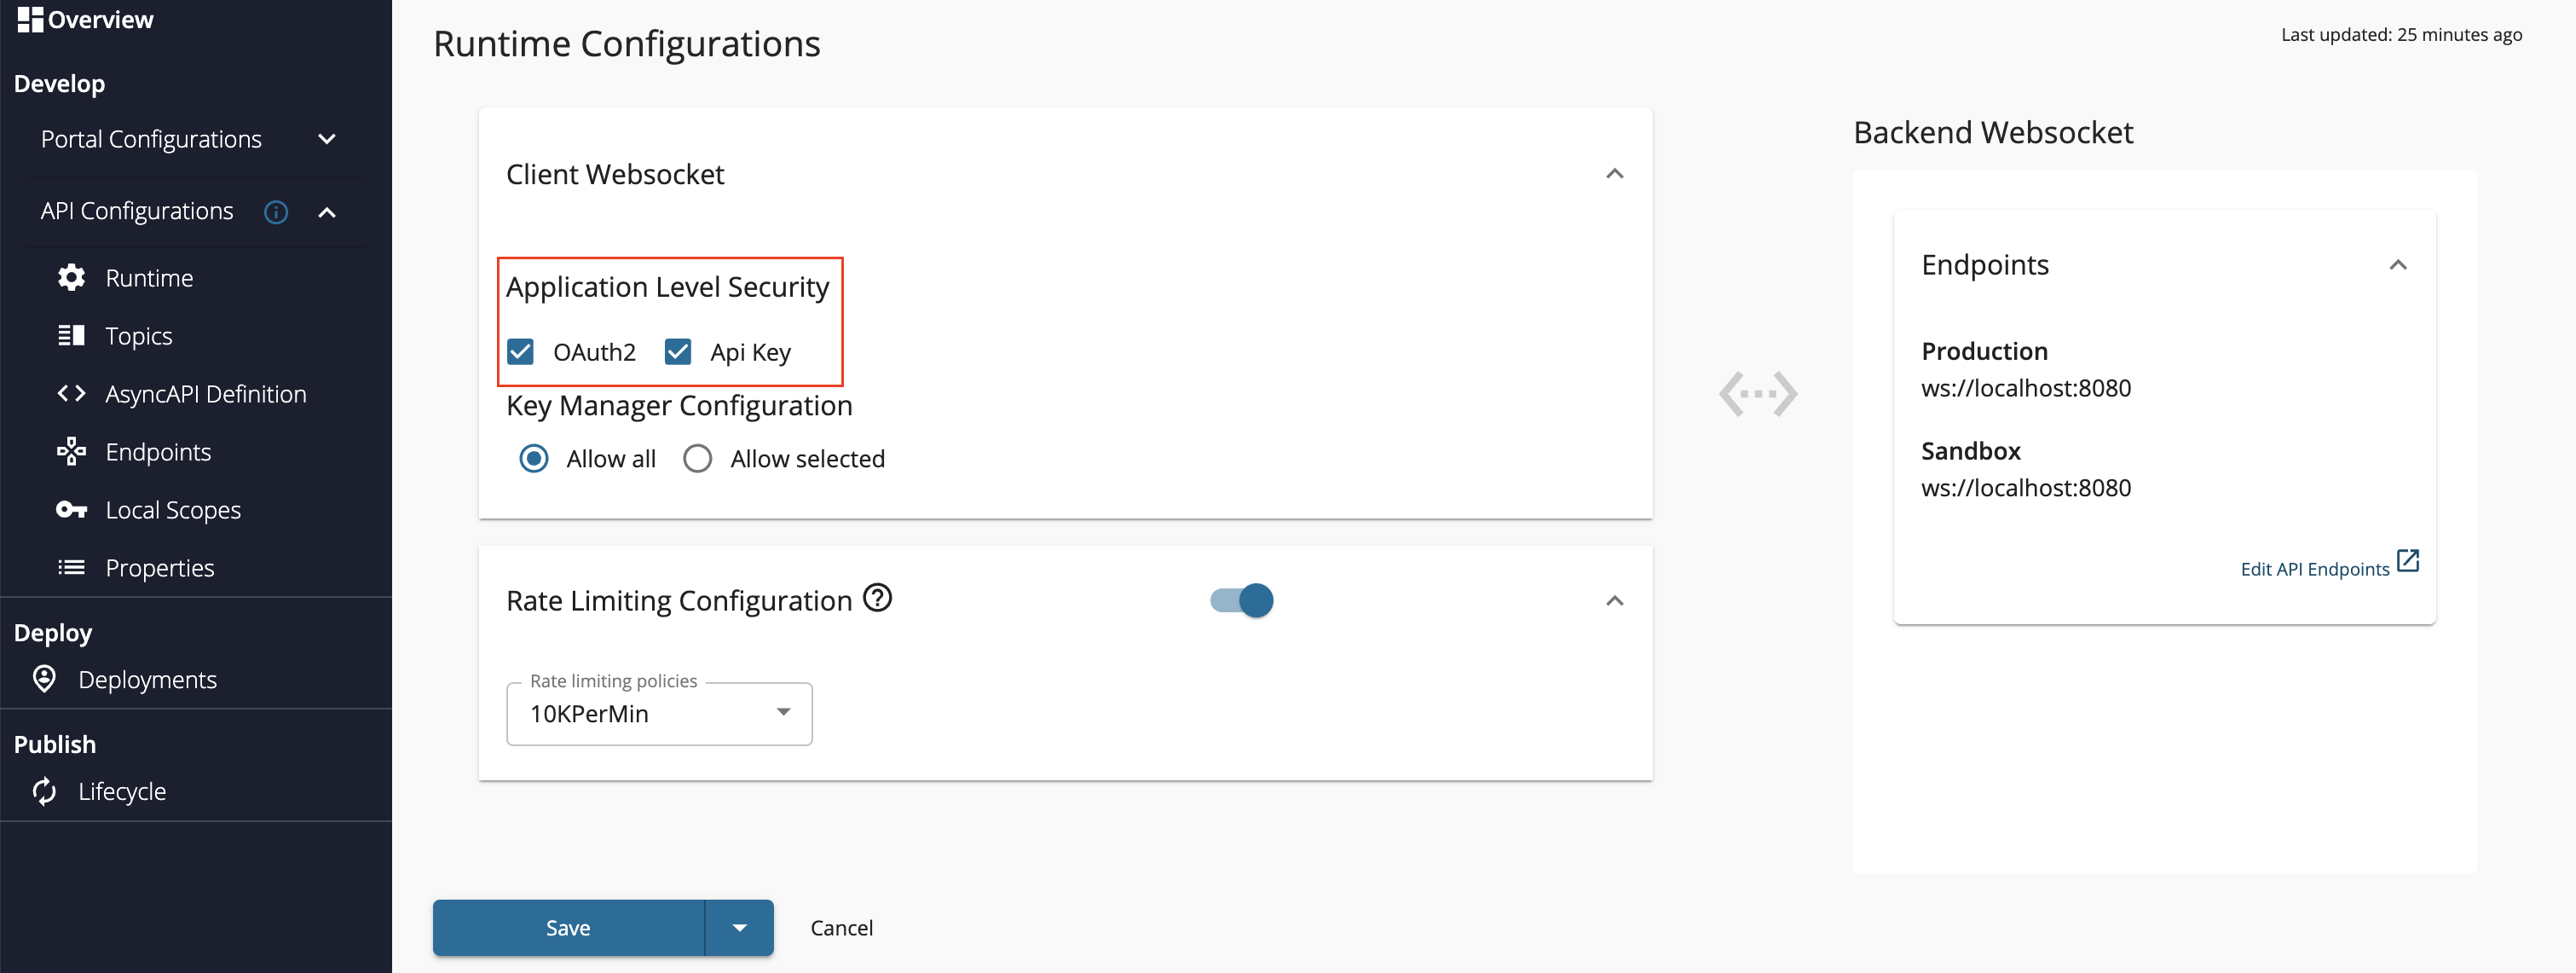 Overview
Develop
Portal Configurations
API Configurations
Runtime
Topics
AsyncAPI Definition
Endpoints
Local Scopes
Properties
Deploy
Deployments
Publish
Lifecycle
Runtime Configurations
Last updated: 25 minutes ago
Client Websocket
Application Level Security
OAuth2 Api Key
Key Manager Configuration
Allow all Allow selected
Rate Limiting Configuration
Rate limiting policies
10KPerMin
Backend Websocket
Endpoints
Production
ws://localhost:8080
Sandbox
ws://localhost:8080
Edit API Endpoints
Save Cancel